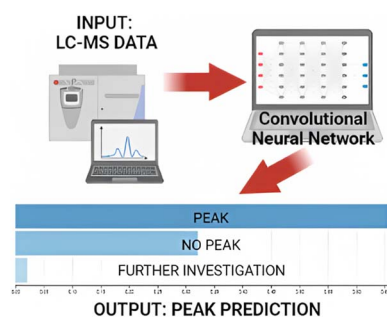 INPUT:
LC-MS DATA
Convolutional
Neural Network
PEAK
NO PEAK
FURTHER INVESTIGATION
OUTPUT: PEAK PREDICTION